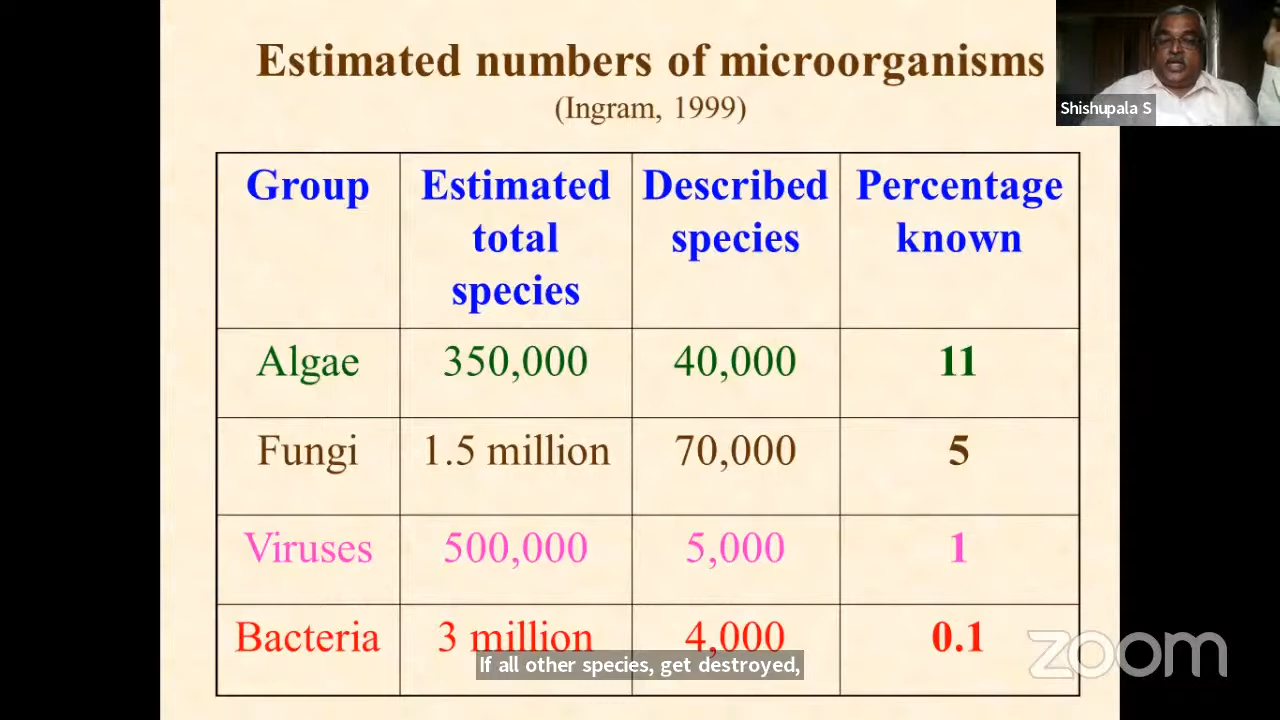 Estimated numbers of microorganisms
(Ingram, 1999)
Shishupala S
Group Estimated total species Described species Percentage known
Algae 350,000 40,000 11
Fungi 1.5 million 70,000 5
Viruses 500,000 5,000 1
Bacteria 3 million 4,000 0.1
If all other species, get destroyed,
zoom